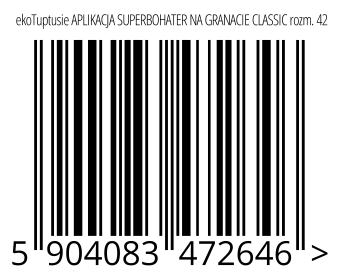 ekoTuptusie APLIKACJA SUPERBOHATER NA GRANACIE CLASSIC rozm. 42
5 904083 472646 >